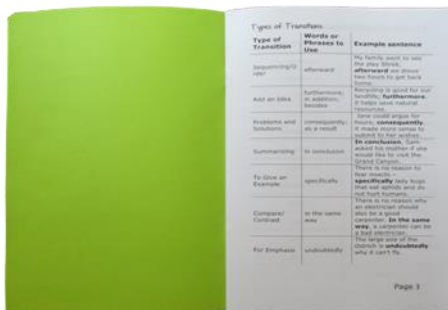 Types of Transitions
Type of Transition
Words or Phrases to Use
Example sentence
Sequencing/Order
afterward
My family went to see
the play Shrek,
afterward we drove
two hours to get back
home.
Add an Idea
furthermore;
in addition;
besides
Recycling is good for our
landfills; furthermore,
it helps save natural
resources.
Problems and
Solutions
consequently;
as a result
Jane could argue for
hours; consequently,
it made more sense to
submit to her wishes.
Summarizing
in conclusion
In conclusion, Sam
asked his mother if she
would like to visit the
Grand Canyon.
To Give an
Example
specifically
There is no reason to
fear insects –
specifically lady bugs
that eat aphids and do
not hurt humans.
Compare/
Contrast
in the same
way
There is no reason why
an electrician should
also be a good
carpenter. In the same
way, a carpenter can be
a bad electrician.
For Emphasis
undoubtedly
The large size of the
Ostrich is undoubtedly
why it can't fly.
Page 3